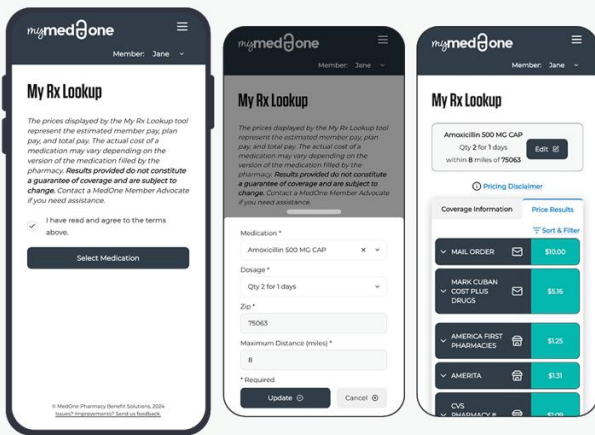 mymedone
Member: Jane
My Rx Lookup
The prices displayed by the My Rx Lookup tool
represent the estimated member pay, plan
pay, and total pay. The actual cost of a
medication may vary depending on the
version of the medication filled by the
pharmacy. Results provided do not constitute
a guarantee of coverage and are subject to
change. Contact a MedOne Member Advocate
if you need assistance.
I have read and agree to the terms
above.
Select Medication
© MedOne Pharmacy Benefit Solutions, 2024
Issues? Improvements? Send us feedback.
mymedone
Member: Jane
My Rx Lookup
The prices displayed by the My Rx Lookup tool
represent the estimated member pay, plan
pay, and total pay. The actual cost of a
medication may vary depending on the
version of the medication filled by the
pharmacy. Results provided do not constitute
a guarantee of coverage and are subject to
change. Contact a MedOne Member Advocate
if you need assistance.
Medication *
Amoxicillin 500 MG CAP
Dosage *
Qty 2 for 1 days
Zip *
75063
Maximum Distance (miles) *
8
* Required
Update
Cancel
mymedone
Member: Jane
My Rx Lookup
Amoxicillin 500 MG CAP
Qty 2 for 1 days
within 8 miles of 75063
Edit
Pricing Disclaimer
Coverage Information
Price Results
Sort & Filter
MAIL ORDER
$10.00
MARK CUBAN
COST PLUS
DRUGS
$5.16
AMERICA FIRST
PHARMACIES
$1.25
AMERITA
$1.31
CVS
PHARMACY #
$1.09